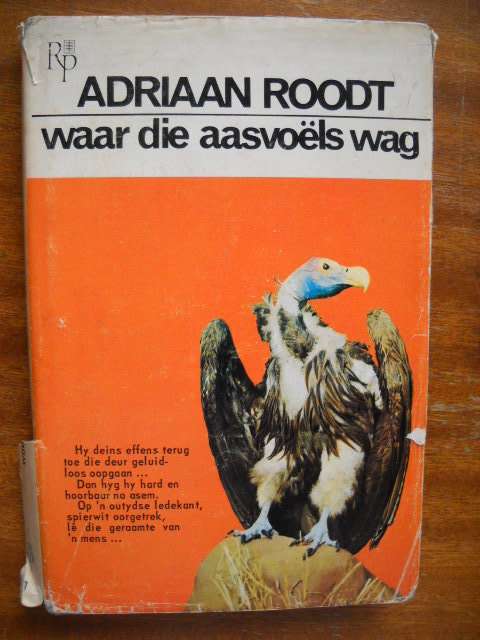 Rp
ADRIAAN ROODT
waar die aasvoëls wag
Hy deins effens terug
toe die deur geluid-
loos oopgaan ...
Dan hyg hy hard en
hoorbaar na asem.
Op 'n outydse ledekant,
spierwit oorgetrek,
lê die geraamte van
'n mens ...
7